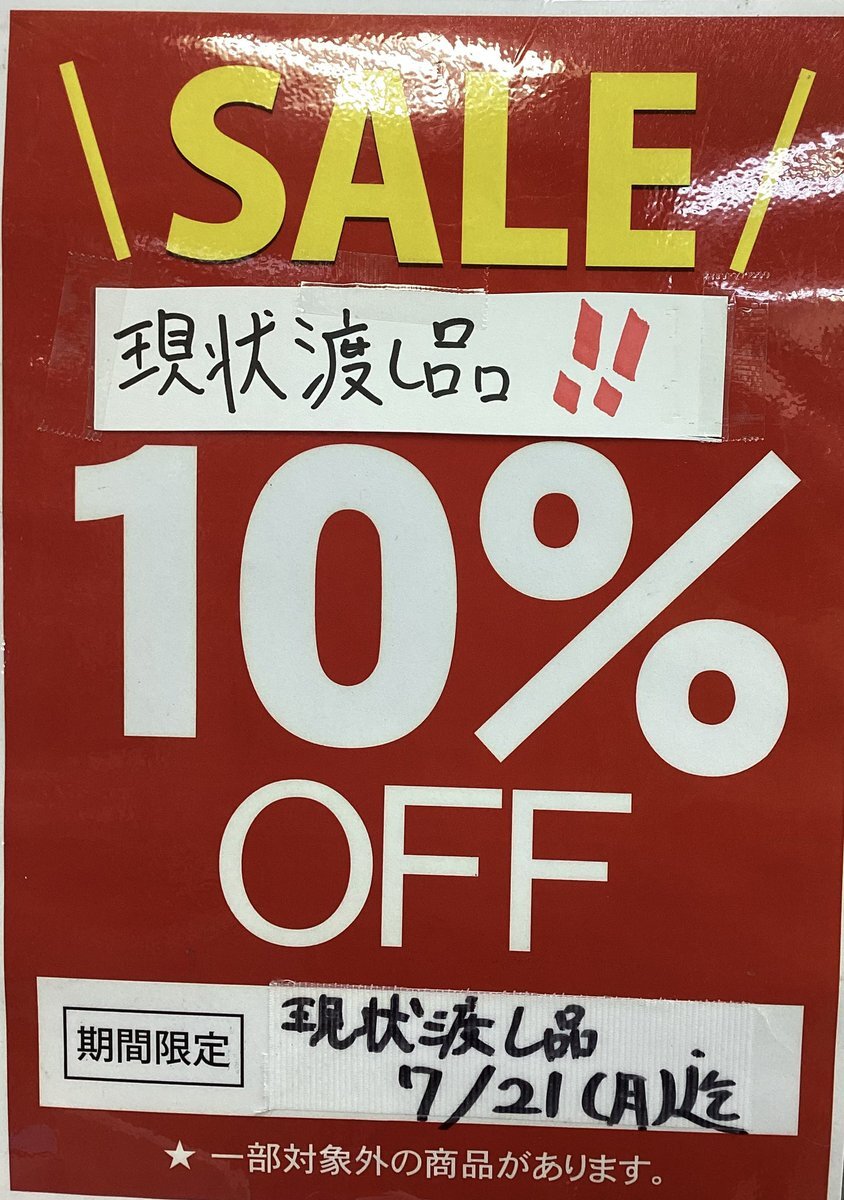 \ SALE /
現状渡し品 !!
10%
OFF
期間限定
現状渡し品
7/21(月)迄
★ 一部対象外の商品があります。